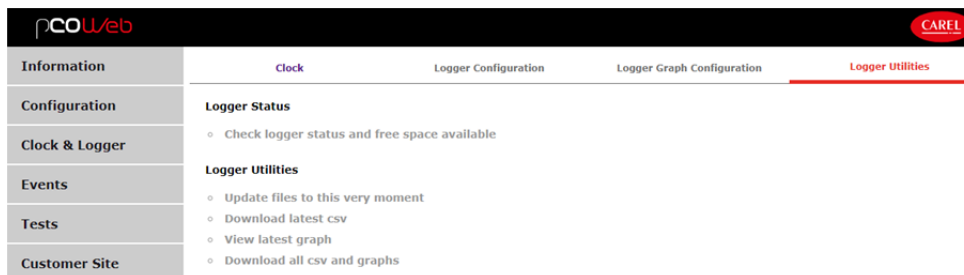 pCOWeb
CAREL
Information
Configuration
Clock & Logger
Events
Tests
Customer Site
Clock Logger Configuration Logger Graph Configuration Logger Utilities
Logger Status
Check logger status and free space available
Logger Utilities
Update files to this very moment
Download latest csv
View latest graph
Download all csv and graphs